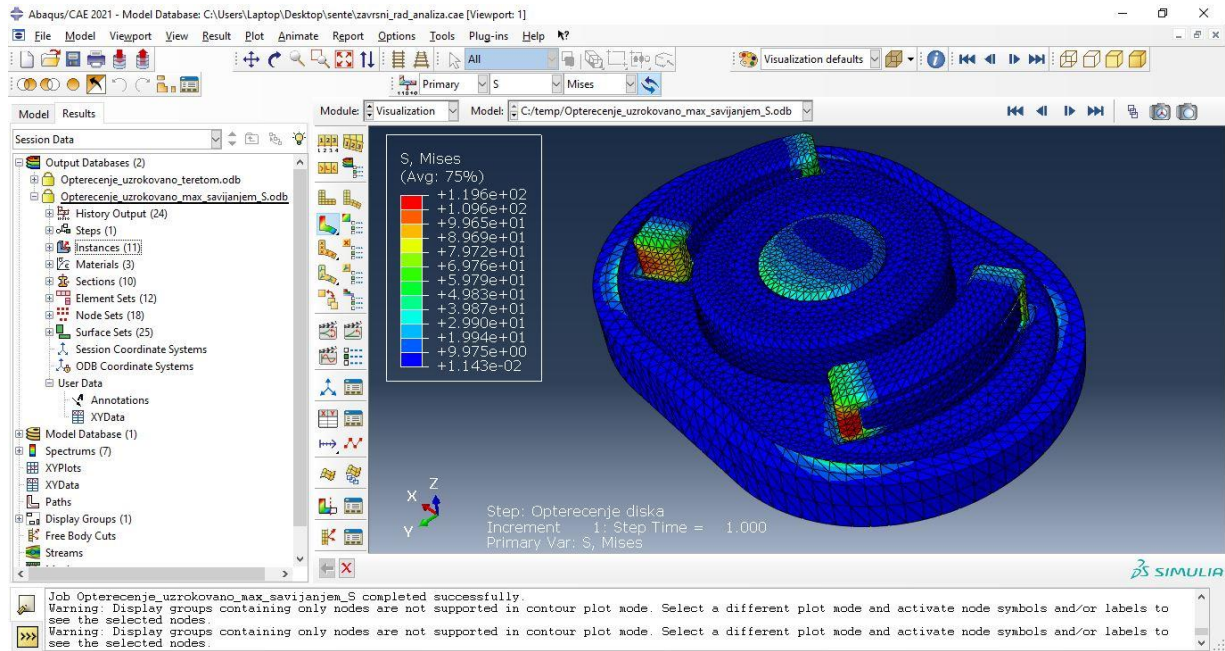 Abaqus/CAE 2021 - Model Database: C:\Users\Laptop\Desktop\sente\zavrsni_rad_analiza.cae [Viewport: 1]
File Model Viewport View Result Plot Animate Report Options Tools Plug-ins Help
All
Visualization defaults
Primary S Mises
Model Results
Module: Visualization Model: C:/temp/Opterecenje_uzrokovano_max_savijanjem_S.odb
Session Data
Output Databases (2)
Opterecenje_uzrokovano_teretom.odb
Opterecenje_uzrokovano_max_savijanjem_S.odb
History Output (24)
Steps (1)
Instances (11)
Materials (3)
Sections (10)
Element Sets (12)
Node Sets (18)
Surface Sets (25)
Session Coordinate Systems
ODB Coordinate Systems
User Data
Annotations
XYData
Model Database (1)
Spectrums (7)
XYPlots
XYData
Paths
Display Groups (1)
Free Body Cuts
Streams
S, Mises
(Avg: 75%)
+1.196e+02
+1.096e+02
+9.965e+01
+8.969e+01
+7.972e+01
+6.976e+01
+5.979e+01
+4.983e+01
+3.987e+01
+2.990e+01
+1.994e+01
+9.975e+00
+1.143e-02
Z
X
Y
Step: Opterecenje diska
Increment 1: Step Time = 1.000
Primary Var: S, Mises
SIMULIA
Job Opterecenje_uzrokovano_max_savijanjem_S completed successfully.
Warning: Display groups containing only nodes are not supported in contour plot mode. Select a different plot mode and activate node symbols and/or labels to
see the selected nodes.
Warning: Display groups containing only nodes are not supported in contour plot mode. Select a different plot mode and activate node symbols and/or labels to
see the selected nodes.